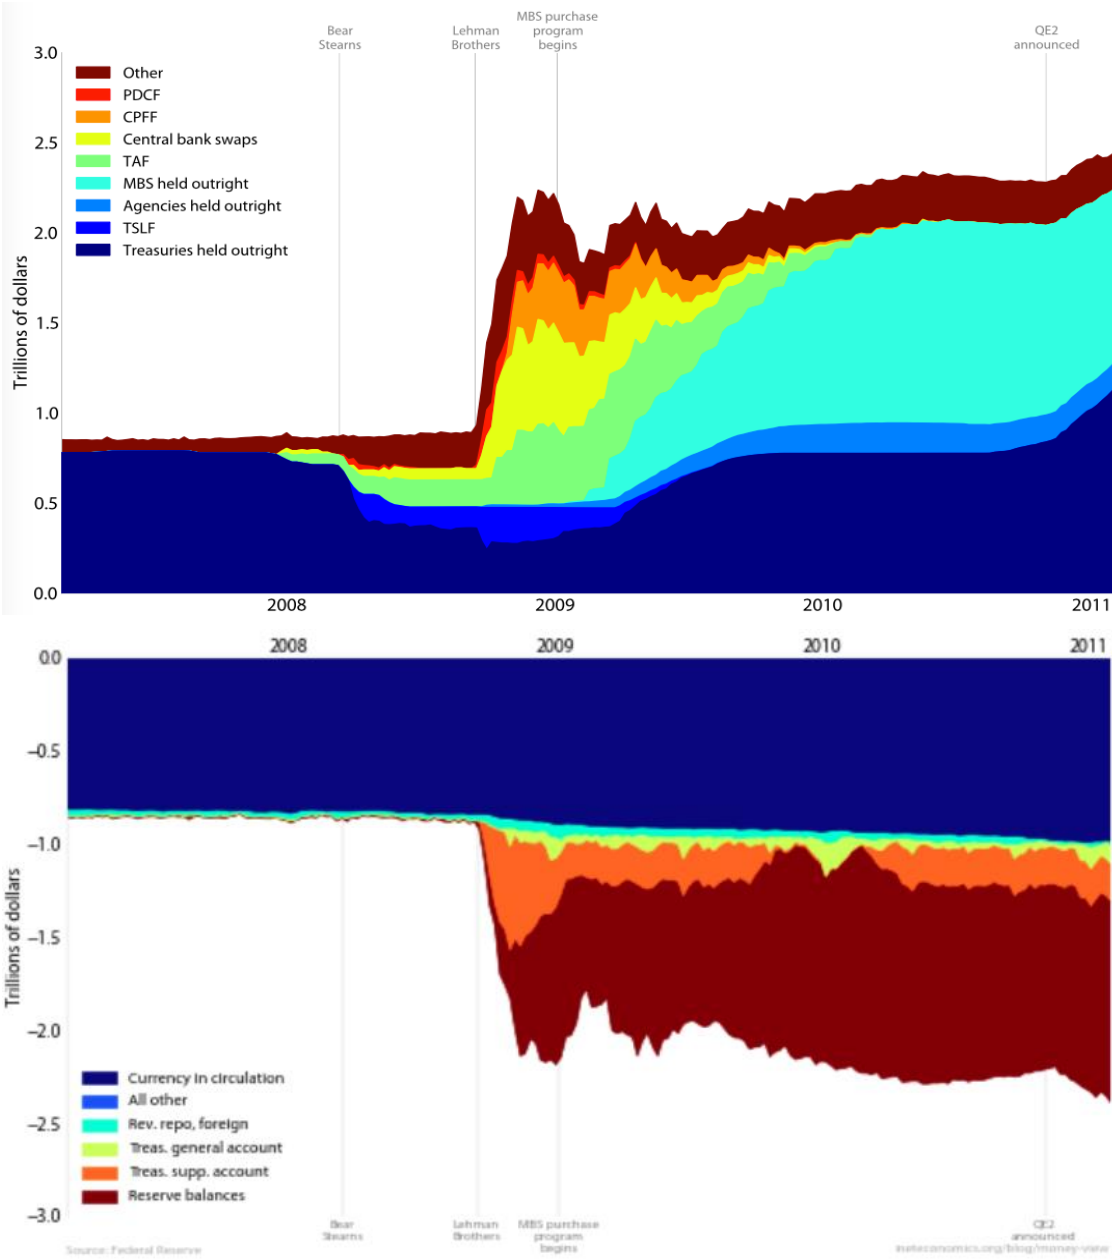 Bear
Stearns
Lehman
Brothers
MBS purchase
program
begins
QE2
announced
3.0
2.5
2.0
1.5
1.0
0.5
0.0
Trillions of dollars
Other
PDCF
CPFF
Central bank swaps
TAF
MBS held outright
Agencies held outright
TSLF
Treasuries held outright
2008
2009
2010
2011
2008
2009
2010
2011
0.0
−0.5
−1.0
−1.5
−2.0
−2.5
−3.0
Trillions of dollars
Currency in circulation
All other
Rev. repo, foreign
Treas. general account
Treas. supp. account
Reserve balances
Bear
Stearns
Lehman
Brothers
MBS purchase
program
begins
QE2
announced
Source: Federal Reserve
ineteconomics.org/blog/money-view